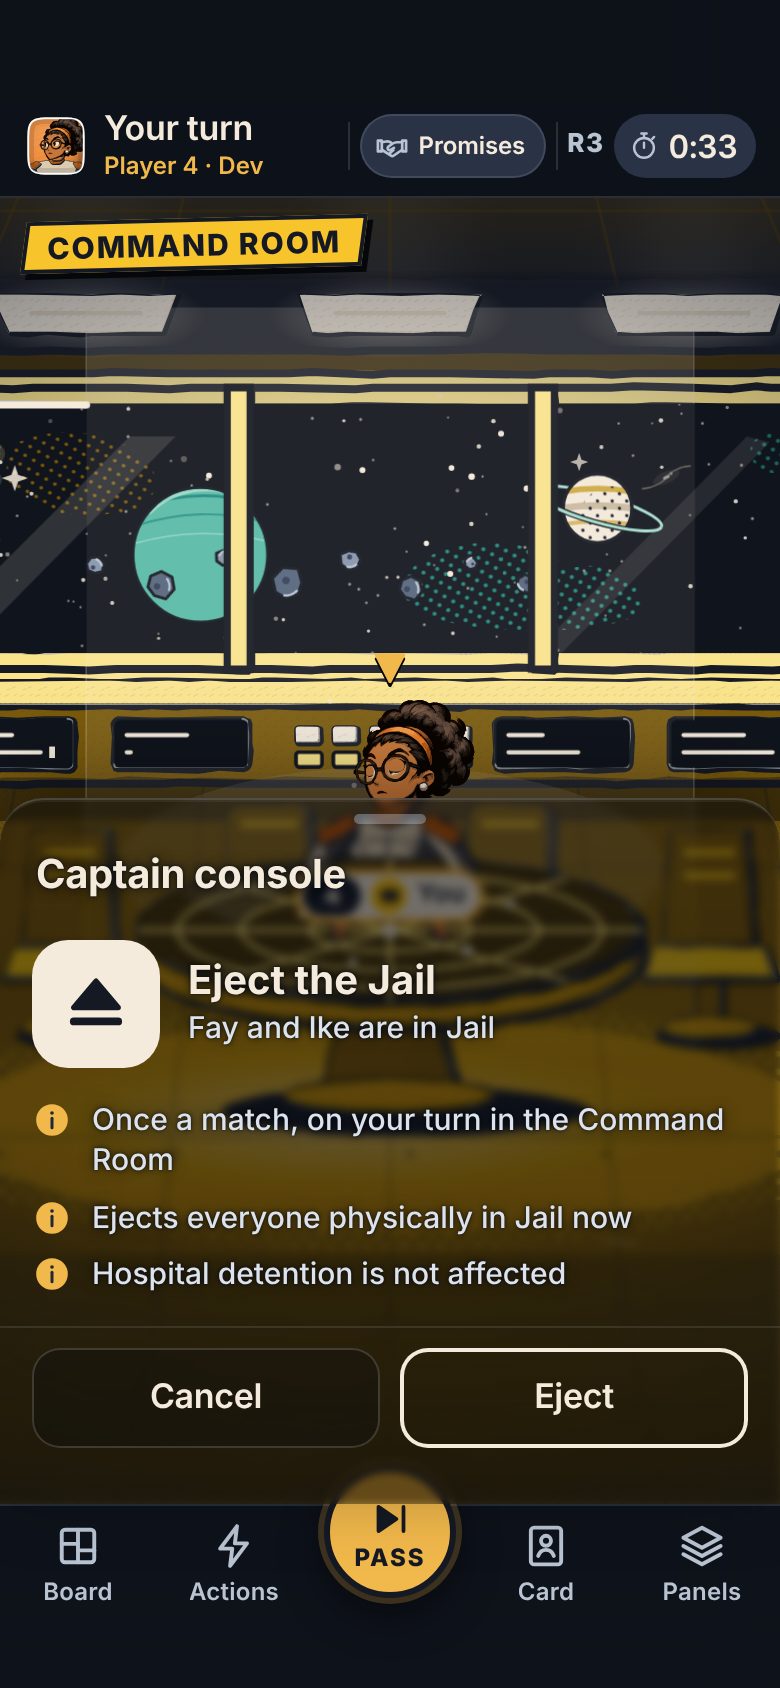 Your turn
Player 4 · Dev
Promises
R3
0:33
COMMAND ROOM
You
Captain console
Eject the Jail
Fay and Ike are in Jail
Once a match, on your turn in the Command
Room
Ejects everyone physically in Jail now
Hospital detention is not affected
Cancel
Eject
Board
Actions
PASS
Card
Panels